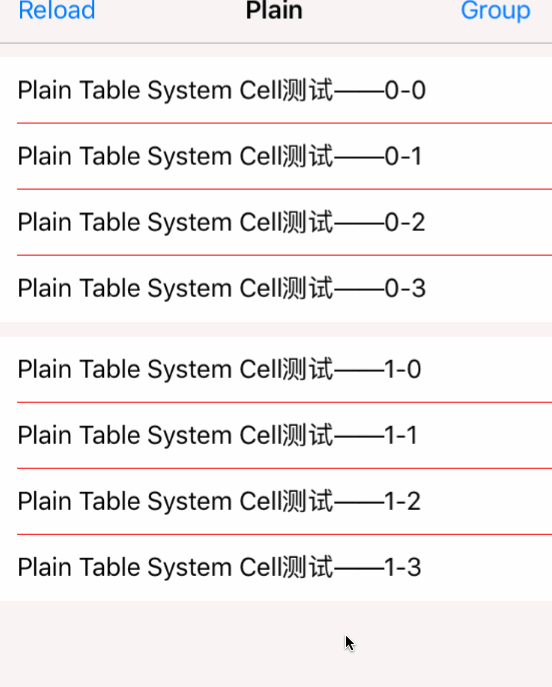 Reload Plain Group
Plain Table System Cell测试——0-0
Plain Table System Cell测试——0-1
Plain Table System Cell测试——0-2
Plain Table System Cell测试——0-3
Plain Table System Cell测试——1-0
Plain Table System Cell测试——1-1
Plain Table System Cell测试——1-2
Plain Table System Cell测试——1-3